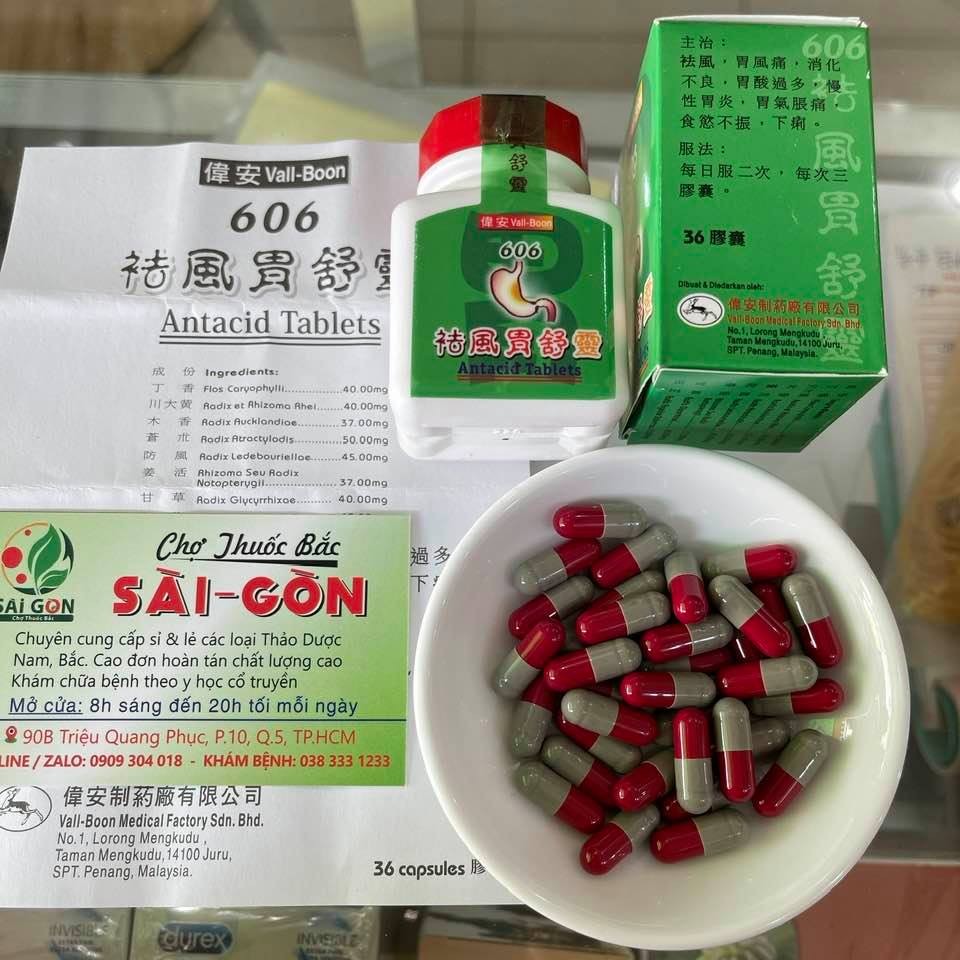 偉安 Vall-Boon
606
袪風胃舒
Antacid Tablets
成 份 Ingredients:
丁 香 Flos Caryophylli............40.00mg
川大黄 Radix et Rhizoma Rhei....40.00mg
木 香 Radix Aucklandiae.........37.00mg
蒼 朮 Radix Atractylodis..........50.00mg
防 風 Radix Ledebouriellae.....45.00mg
姜 活 Rhizoma Seu Radix
Notopterygii..................37.00mg
甘 草 Radix Glycyrrhizae..........40.00mg
過多
下痢
偉安制葯廠有限公司
Vall-Boon Medical Factory Sdn. Bhd.
No.1, Lorong Mengkudu ,
Taman Mengkudu,14100 Juru,
SPT. Penang, Malaysia.
36 capsules 膠
舒靈
偉安 Vall-Boon
606
袪風胃舒靈
Antacid Tablets
606
袪風胃舒靈
主治：
袪風，胃風痛，消化
不良，胃酸過多，慢
性胃炎，胃氣脹痛，
食慾不振，下痢。
服法：
每日服二次，每次三
膠囊。
36 膠囊
Dibuat & Diedarkan oleh:
偉安制葯廠有限公司
Vall-Boon Medical Factory Sdn. Bhd.
No.1, Lorong Mengkudu,
Taman Mengkudu,14100 Juru,
SPT. Penang, Malaysia.
SÀI GÒN
Chợ Thuốc Bắc
Chợ Thuốc Bắc
SÀI-GÒN
Chuyên cung cấp sỉ & lẻ các loại Thảo Dược
Nam, Bắc. Cao đơn hoàn tán chất lượng cao
Khám chữa bệnh theo y học cổ truyền
Mở cửa: 8h sáng đến 20h tối mỗi ngày
90B Triệu Quang Phục, P.10, Q.5, TP.HCM
LINE / ZALO: 0909 304 018 - KHÁM BỆNH: 038 333 1233
INVISIBLE
durex
INVISIBLE